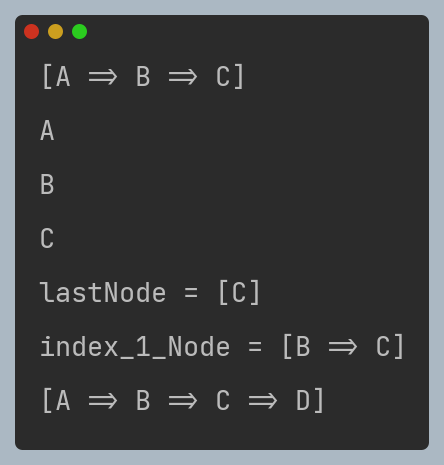 [A => B => C]
A
B
C
lastNode = [C]
index_1_Node = [B => C]
[A => B => C => D]